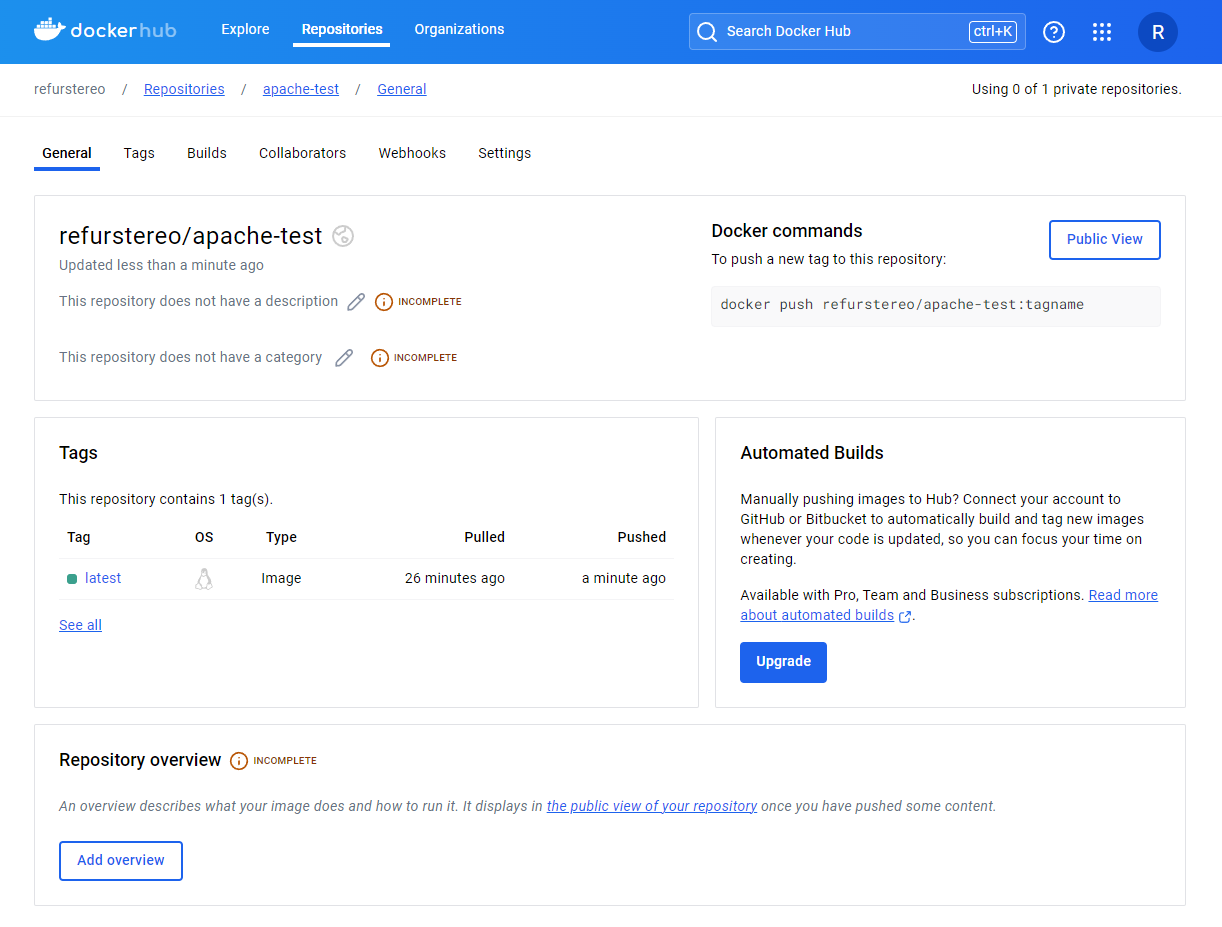 dockerhub
Explore
Repositories
Organizations
Search Docker Hub
ctrl+K
R
refurstereo / Repositories / apache-test / General
Using 0 of 1 private repositories.
General
Tags
Builds
Collaborators
Webhooks
Settings
refurstereo/apache-test
Updated less than a minute ago
This repository does not have a description
INCOMPLETE
This repository does not have a category
INCOMPLETE
Docker commands
To push a new tag to this repository:
Public View
docker push refurstereo/apache-test:tagname
Tags
This repository contains 1 tag(s).
Tag OS Type Pulled Pushed
latest Image 26 minutes ago a minute ago
See all
Automated Builds
Manually pushing images to Hub? Connect your account to
GitHub or Bitbucket to automatically build and tag new images
whenever your code is updated, so you can focus your time on
creating.
Available with Pro, Team and Business subscriptions. Read more
about automated builds .
Upgrade
Repository overview
INCOMPLETE
An overview describes what your image does and how to run it. It displays in the public view of your repository once you have pushed some content.
Add overview